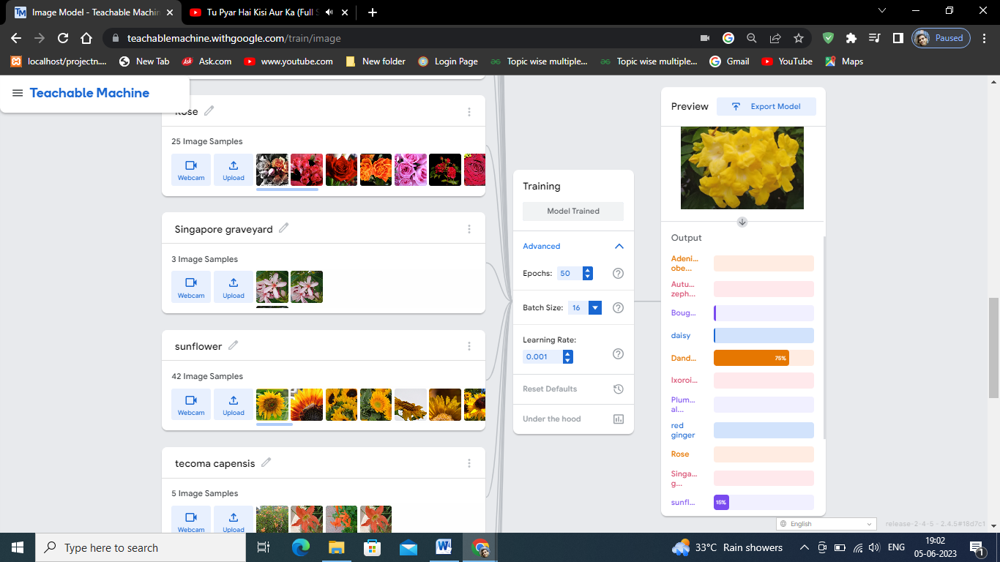 Image Model - Teachable Machin
Tu Pyar Hai Kisi Aur Ka (Full S
teachablemachine.withgoogle.com/train/image
Paused
localhost/projectn....
New Tab
Ask
Ask.com
www.youtube.com
New folder
Login Page
Topic wise multiple...
Topic wise multiple...
Gmail
YouTube
Maps
Teachable Machine
Rose
25 Image Samples
Webcam
Upload
Singapore graveyard
3 Image Samples
Webcam
Upload
sunflower
42 Image Samples
Webcam
Upload
tecoma capensis
5 Image Samples
Webcam
Upload
Training
Model Trained
Advanced
Epochs: 50
Batch Size: 16
Learning Rate:
0.001
Reset Defaults
Under the hood
Preview
Export Model
Output
Adeni...
obe...
Autu...
zeph...
Boug...
daisy
Dand...
75%
Ixoroi...
Plum...
al...
red
ginger
Rose
Singa...
g...
sunfl...
15%
English
release-2-4-5 - 2.4.5#18d7c1
Type here to search
33°C Rain showers
ENG
19:02
05-06-2023
1